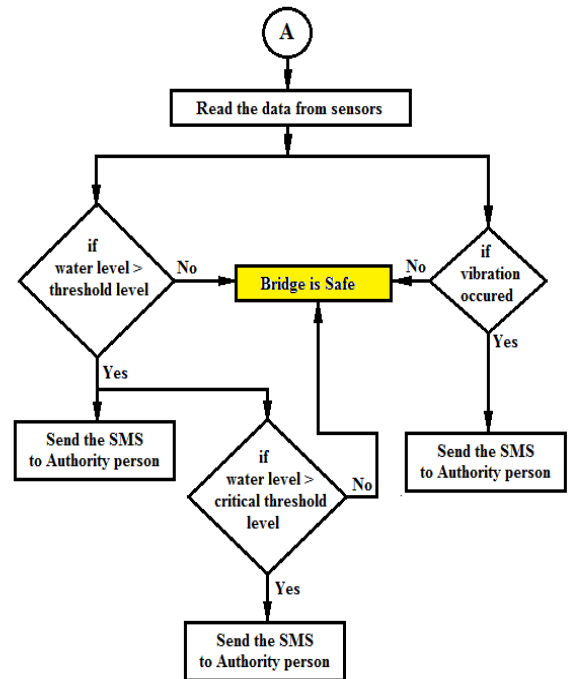 A
Read the data from sensors
if
water level >
threshold level
No
Bridge is Safe
No
if
vibration
occured
Yes
Yes
Send the SMS
to Authority person
if
water level >
critical threshold
level
No
Send the SMS
to Authority person
Yes
Send the SMS
to Authority person